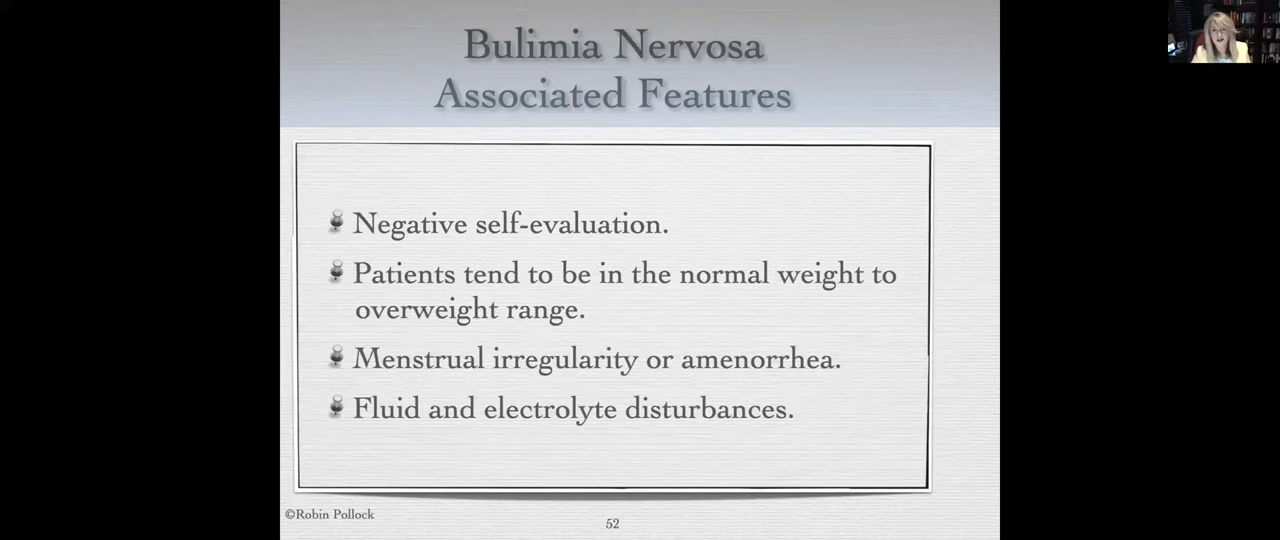 Bulimia Nervosa
Associated Features
Negative self-evaluation.
Patients tend to be in the normal weight to
overweight range.
Menstrual irregularity or amenorrhea.
Fluid and electrolyte disturbances.
©Robin Pollock
52